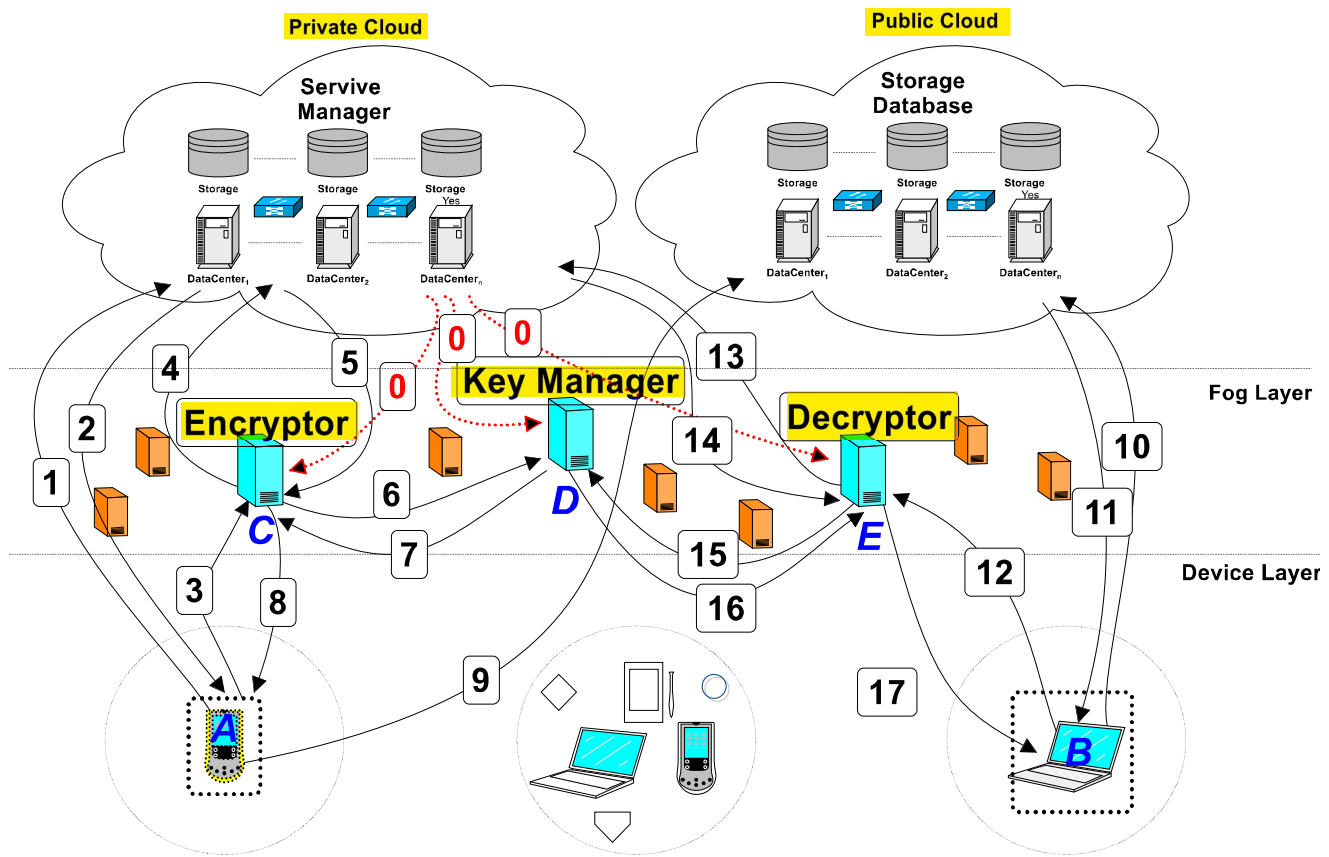 Private Cloud
Public Cloud
Servive
Manager
Storage
Database
Storage
Storage
Storage
Yes
Storage
Storage
Storage
Yes
DataCenter1
DataCenter2
DataCentern
DataCenter1
DataCenter2
DataCentern
0
0
0
4
5
13
Key Manager
Fog Layer
Encryptor
Decryptor
2
14
10
1
6
11
C
D
E
7
15
12
Device Layer
3
8
16
9
17
A
B